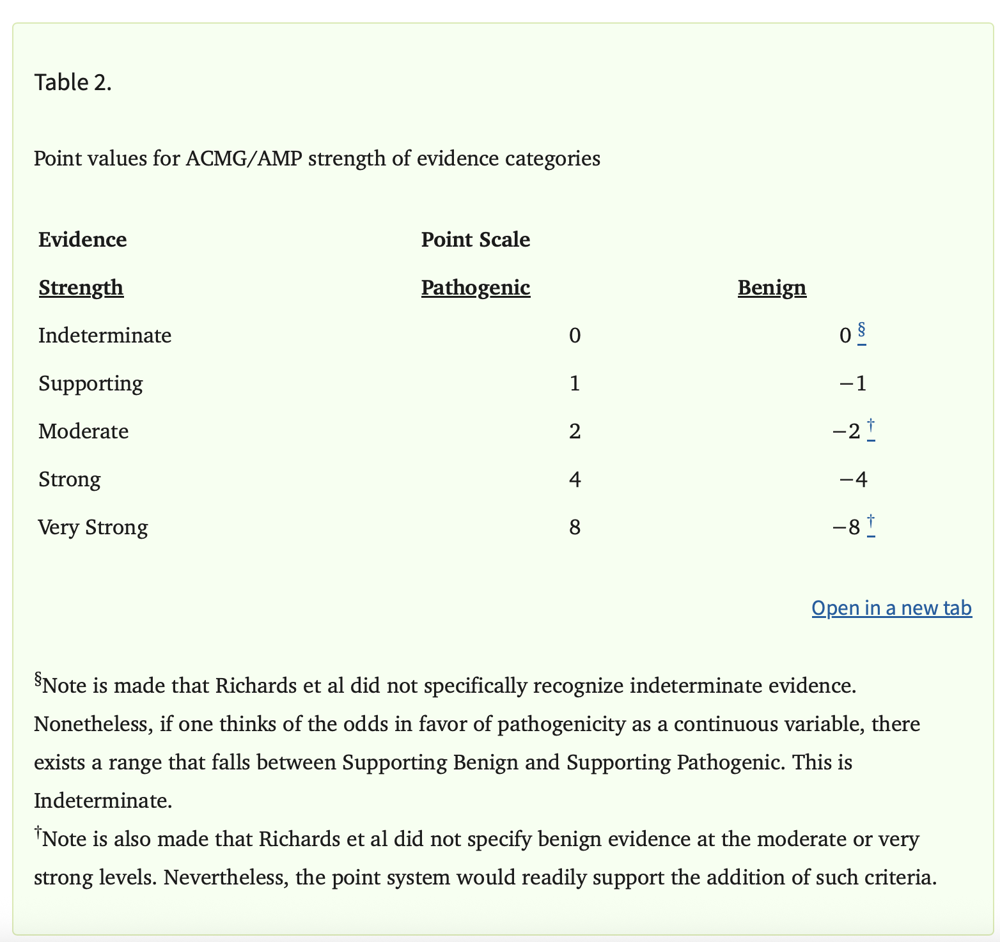 Table 2.
Point values for ACMG/AMP strength of evidence categories
Evidence Point Scale
Strength Pathogenic Benign
Indeterminate 0 0 §
Supporting 1 −1
Moderate 2 −2 †
Strong 4 −4
Very Strong 8 −8 †
Open in a new tab
§Note is made that Richards et al did not specifically recognize indeterminate evidence.
Nonetheless, if one thinks of the odds in favor of pathogenicity as a continuous variable, there
exists a range that falls between Supporting Benign and Supporting Pathogenic. This is
Indeterminate.
†Note is also made that Richards et al did not specify benign evidence at the moderate or very
strong levels. Nevertheless, the point system would readily support the addition of such criteria.